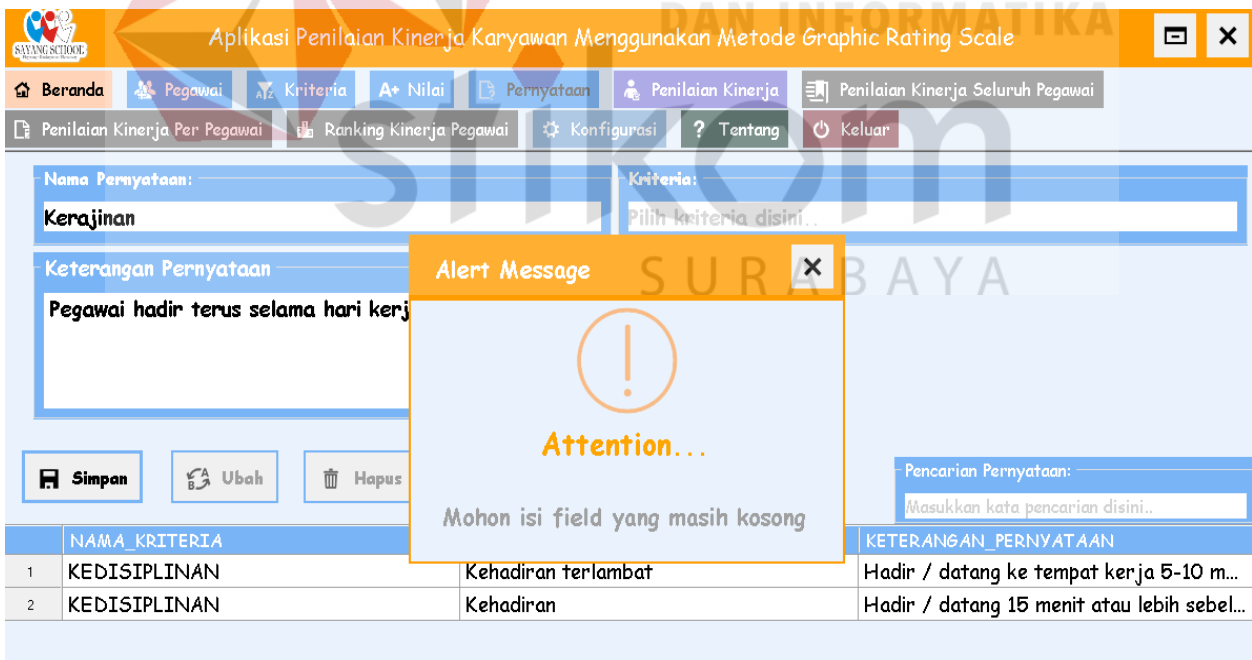 DAN INFORMATIKA
SAYANG SCHOOL
Aplikasi Penilaian Kinerja Karyawan Menggunakan Metode Graphic Rating Scale
Beranda Pegawai Kriteria A+ Nilai Pernyataan Penilaian Kinerja Penilaian Kinerja Seluruh Pegawai
Penilaian Kinerja Per Pegawai Ranking Kinerja Pegawai Konfigurasi ? Tentang Keluar
stikom
SURABAYA
Nama Pernyataan: Kriteria:
Kerajinan Pilih kriteria disini..
Keterangan Pernyataan
Pegawai hadir terus selama hari kerj
Alert Message
Attention...
Mohon isi field yang masih kosong
Simpan Ubah Hapus
Pencarian Pernyataan:
Masukkan kata pencarian disini..
NAMA_KRITERIA KETERANGAN_PERNYATAAN
1 KEDISIPLINAN Kehadiran terlambat Hadir / datang ke tempat kerja 5-10 m...
2 KEDISIPLINAN Kehadiran Hadir / datang 15 menit atau lebih sebel...